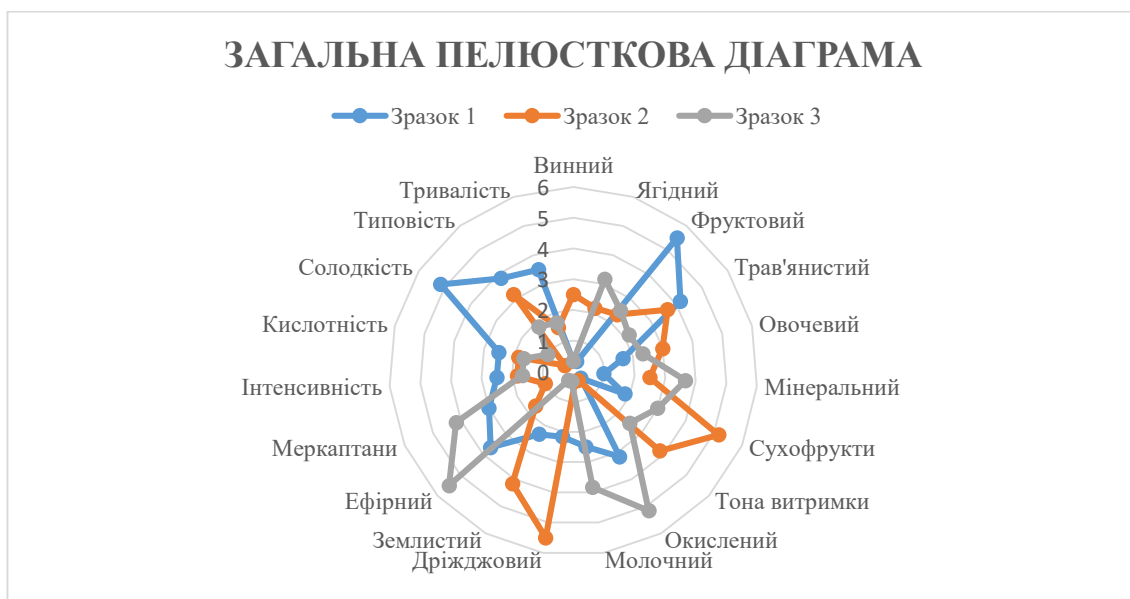 ЗАГАЛЬНА ПЕЛЮСТКОВА ДІАГРАМА
Зразок 1 Зразок 2 Зразок 3
Винний
Ягідний
Фруктовий
Трав'янистий
Овочевий
Мінеральний
Сухофрукти
Тона витримки
Окислений
Молочний
Дріжджовий
Землистий
Ефірний
Меркаптани
Інтенсивність
Кислотність
Солодкість
Типовість
Тривалість
6
5
4
3
2
1
0